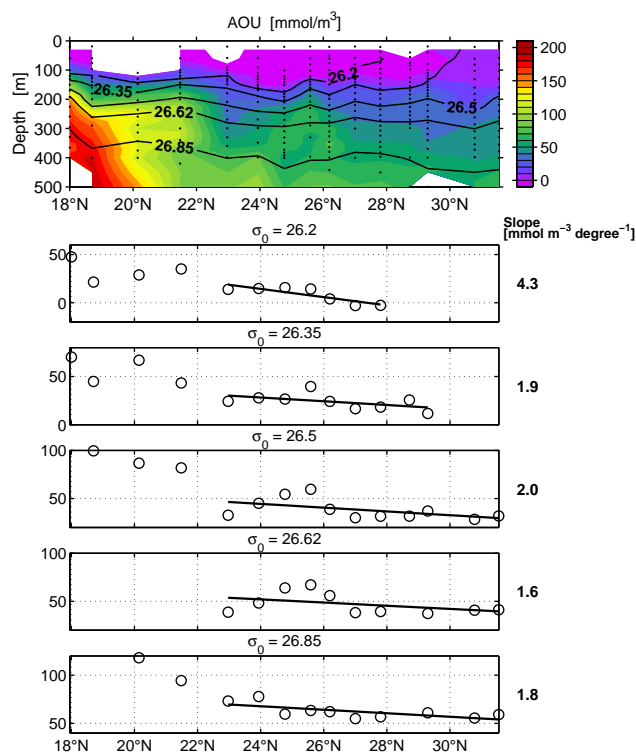 AOU [mmol/m³]
0
100
200
300
400
500
Depth [m]
26.2
26.35
26.5
26.62
26.85
18°N 20°N 22°N 24°N 26°N 28°N 30°N
200
150
100
50
0
Slope
[mmol m⁻³ degree⁻¹]
σ₀ = 26.2
50
0
4.3
σ₀ = 26.35
50
0
1.9
σ₀ = 26.5
100
50
2.0
σ₀ = 26.62
100
50
1.6
σ₀ = 26.85
100
50
1.8
18°N 20°N 22°N 24°N 26°N 28°N 30°N